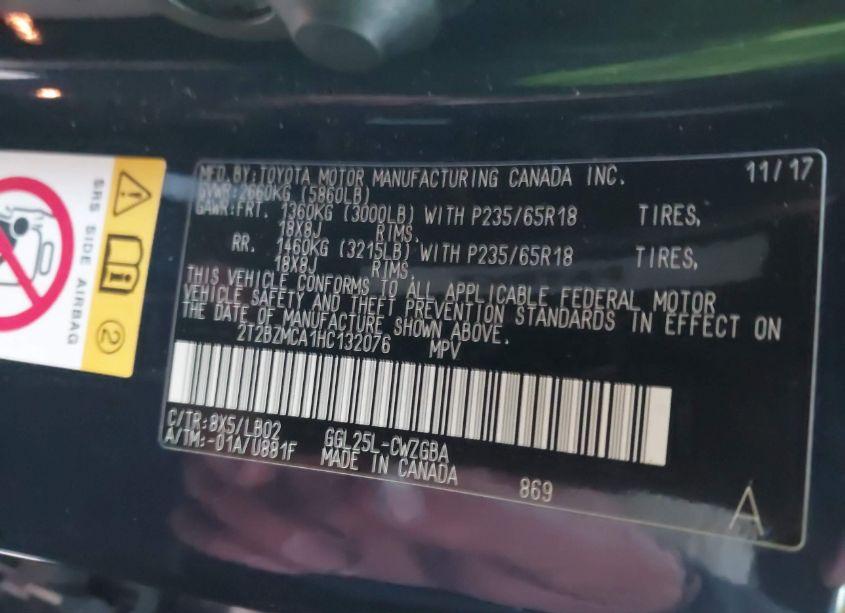 MFD.BY:TOYOTA MOTOR MANUFACTURING CANADA INC. 11/17
GVWR:2660KG (5860LB)
GAWR:FRT. 1360KG (3000LB) WITH P235/65R18 TIRES,
18X8J RIMS.
RR. 1460KG (3215LB) WITH P235/65R18 TIRES,
18X8J RIMS.
THIS VEHICLE CONFORMS TO ALL APPLICABLE FEDERAL MOTOR
VEHICLE SAFETY AND THEFT PREVENTION STANDARDS IN EFFECT ON
THE DATE OF MANUFACTURE SHOWN ABOVE.
2T2BZMCA1HC132076 MPV
C/TR:8X5/LB02 GGL25L-CWZGBA
A/TM:-01A/U881F MADE IN CANADA
869
A
SRS SIDE AIRBAG
2